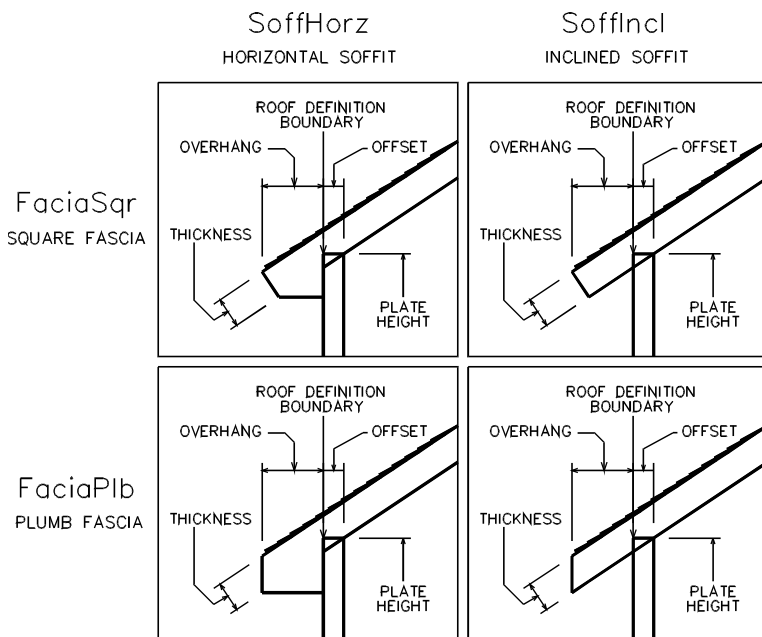 SoffHorz
HORIZONTAL SOFFIT
SoffIncl
INCLINED SOFFIT
FaciaSqr
SQUARE FASCIA
ROOF DEFINITION
BOUNDARY
OVERHANG
OFFSET
THICKNESS
PLATE
HEIGHT
ROOF DEFINITION
BOUNDARY
OVERHANG
OFFSET
THICKNESS
PLATE
HEIGHT
FaciaPlb
PLUMB FASCIA
ROOF DEFINITION
BOUNDARY
OVERHANG
OFFSET
THICKNESS
PLATE
HEIGHT
ROOF DEFINITION
BOUNDARY
OVERHANG
OFFSET
THICKNESS
PLATE
HEIGHT